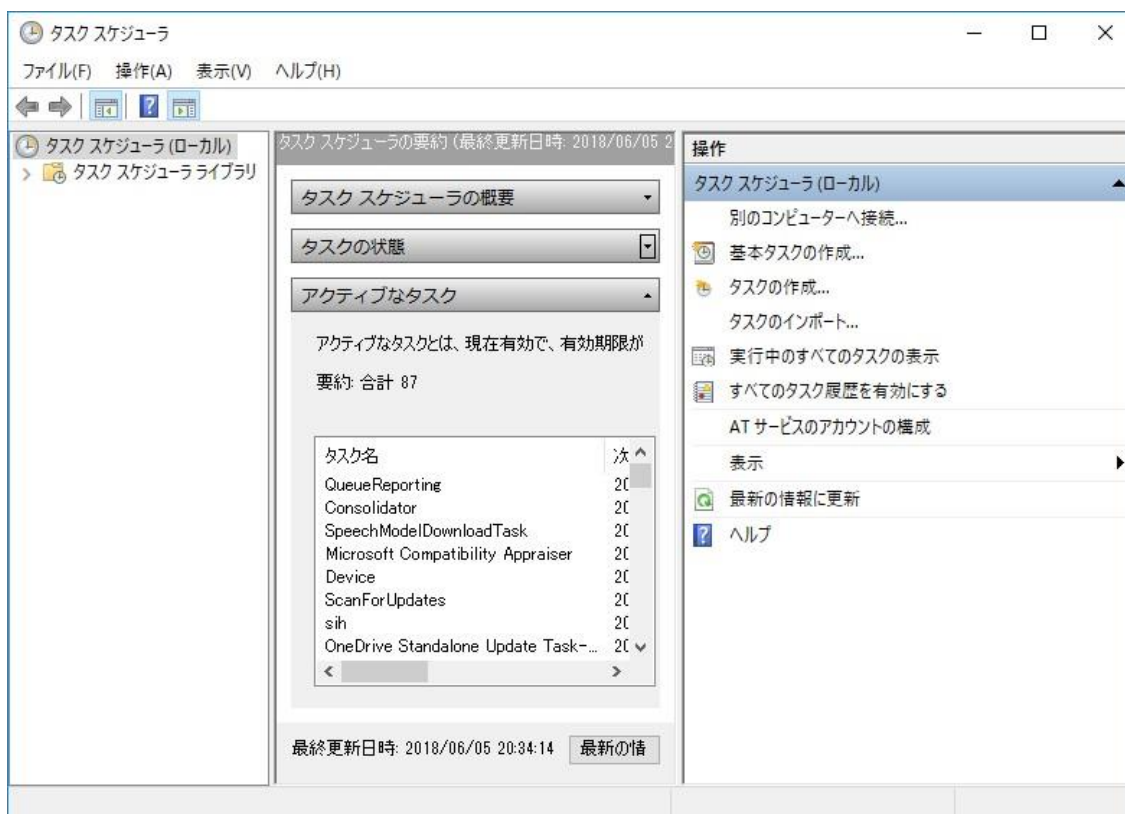 タスク スケジューラ
ファイル(F) 操作(A) 表示(V) ヘルプ(H)
タスク スケジューラ (ローカル)
タスク スケジューラ ライブラリ
タスク スケジューラの要約 (最終更新日時: 2018/06/05 2
タスク スケジューラの概要
タスクの状態
アクティブなタスク
アクティブなタスクとは、現在有効で、有効期限が
要約: 合計 87
タスク名 次
QueueReporting 20
Consolidator 20
SpeechModelDownloadTask 20
Microsoft Compatibility Appraiser 20
Device 20
ScanForUpdates 20
sih 20
OneDrive Standalone Update Task-... 20
最終更新日時: 2018/06/05 20:34:14 最新の情
操作
タスク スケジューラ (ローカル)
別のコンピューターへ接続...
基本タスクの作成...
タスクの作成...
タスクのインポート...
実行中のすべてのタスクの表示
すべてのタスク履歴を有効にする
AT サービスのアカウントの構成
表示
最新の情報に更新
ヘルプ